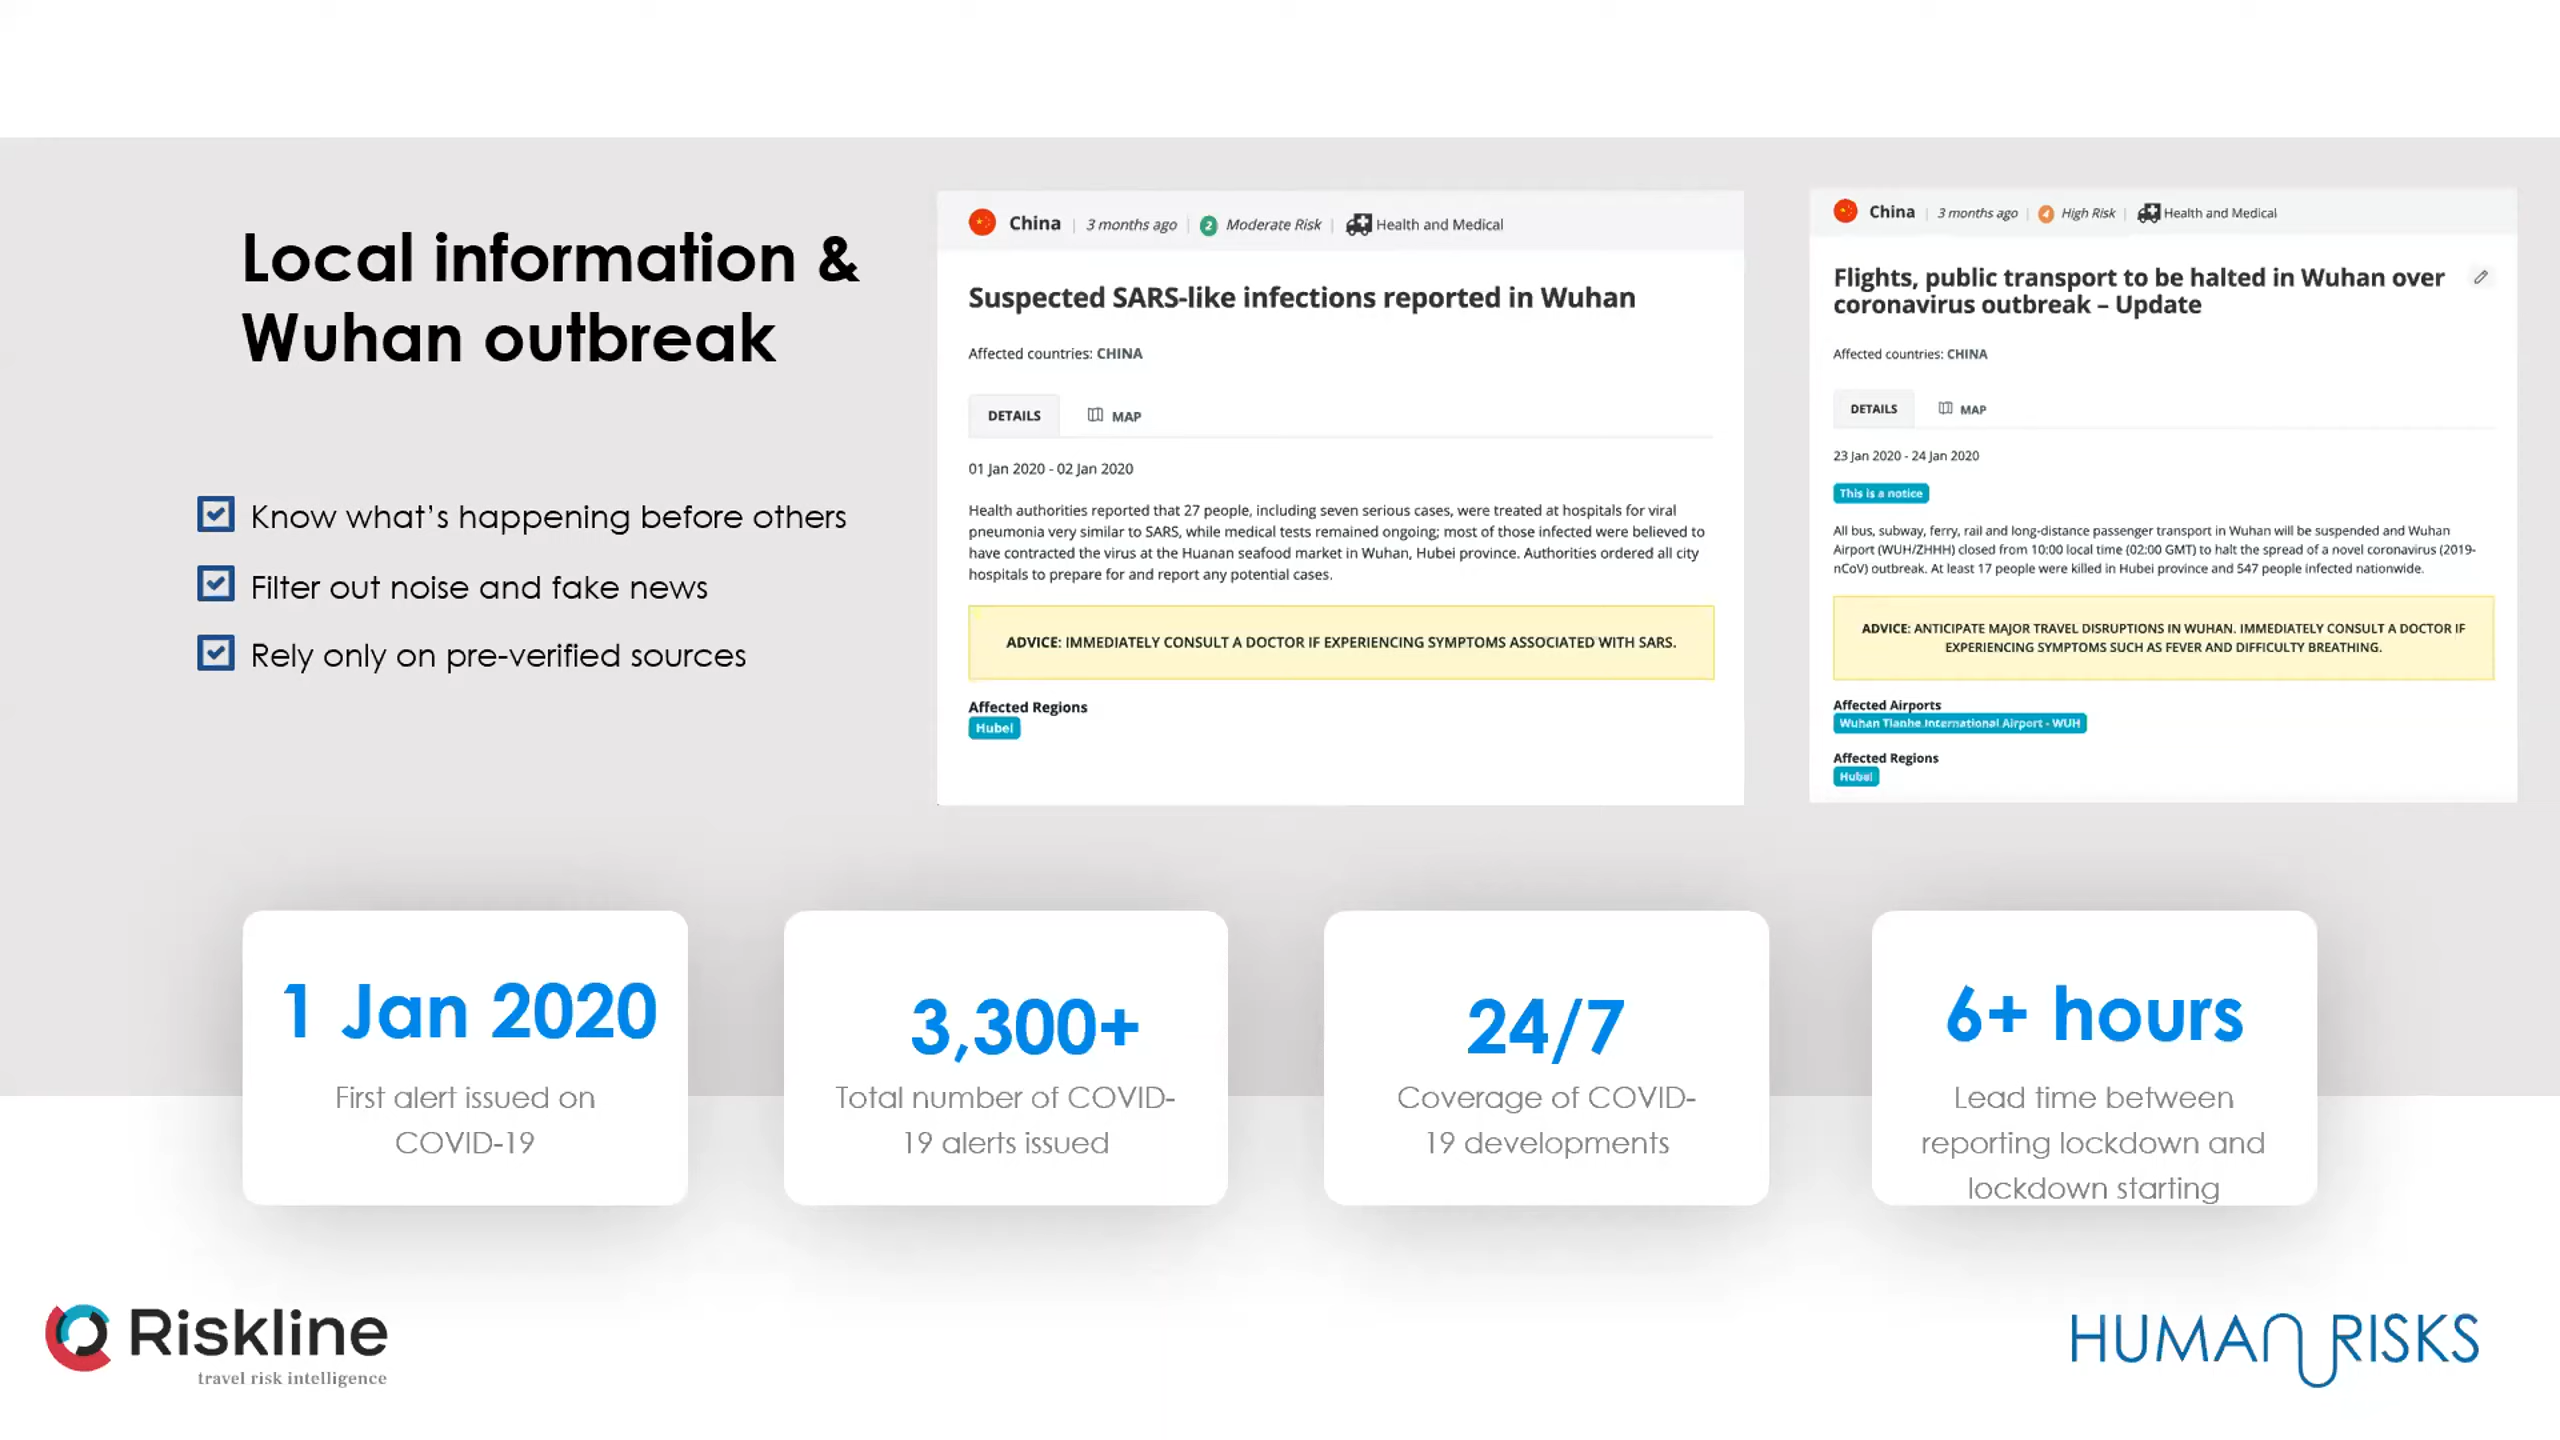 Local information &
Wuhan outbreak
Know what's happening before others
Filter out noise and fake news
Rely only on pre-verified sources
China | 3 months ago | 2 Moderate Risk | Health and Medical
Suspected SARS-like infections reported in Wuhan
Affected countries: CHINA
DETAILS MAP
01 Jan 2020 - 02 Jan 2020
Health authorities reported that 27 people, including seven serious cases, were treated at hospitals for viral
pneumonia very similar to SARS, while medical tests remained ongoing; most of those infected were believed to
have contracted the virus at the Huanan seafood market in Wuhan, Hubei province. Authorities ordered all city
hospitals to prepare for and report any potential cases.
ADVICE: IMMEDIATELY CONSULT A DOCTOR IF EXPERIENCING SYMPTOMS ASSOCIATED WITH SARS.
Affected Regions
Hubei
China | 3 months ago | 4 High Risk | Health and Medical
Flights, public transport to be halted in Wuhan over
coronavirus outbreak – Update
Affected countries: CHINA
DETAILS MAP
23 Jan 2020 - 24 Jan 2020
This is a notice
All bus, subway, ferry, rail and long-distance passenger transport in Wuhan will be suspended and Wuhan
Airport (WUH/ZHHH) closed from 10:00 local time (02:00 GMT) to halt the spread of a novel coronavirus (2019-
nCoV) outbreak. At least 17 people were killed in Hubei province and 547 people infected nationwide.
ADVICE: ANTICIPATE MAJOR TRAVEL DISRUPTIONS IN WUHAN. IMMEDIATELY CONSULT A DOCTOR IF
EXPERIENCING SYMPTOMS SUCH AS FEVER AND DIFFICULTY BREATHING.
Affected Airports
Wuhan Tianhe International Airport - WUH
Affected Regions
Hubei
1 Jan 2020
First alert issued on
COVID-19
3,300+
Total number of COVID-
19 alerts issued
24/7
Coverage of COVID-
19 developments
6+ hours
Lead time between
reporting lockdown and
lockdown starting
Riskline
travel risk intelligence
HUMAN RISKS